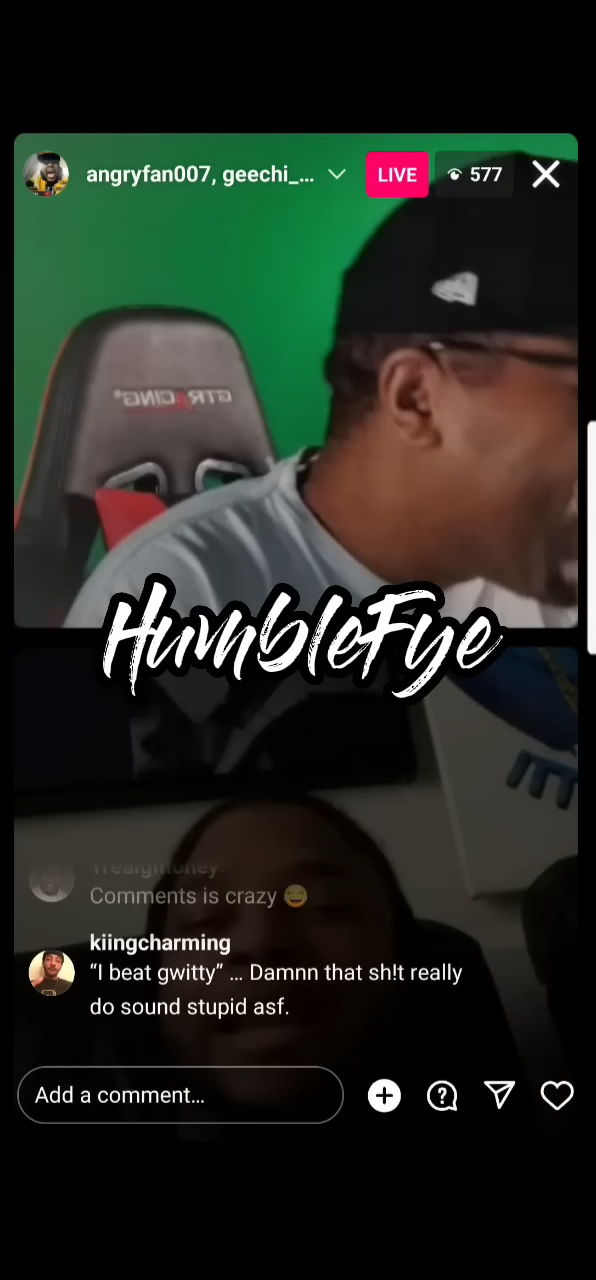 angryfan007, geechi_...
LIVE
577
GTRACING
HumbleFye
Comments is crazy 😂
kiingcharming
“I beat gwitty” ... Damnn that sh!t really
do sound stupid asf.
Add a comment...